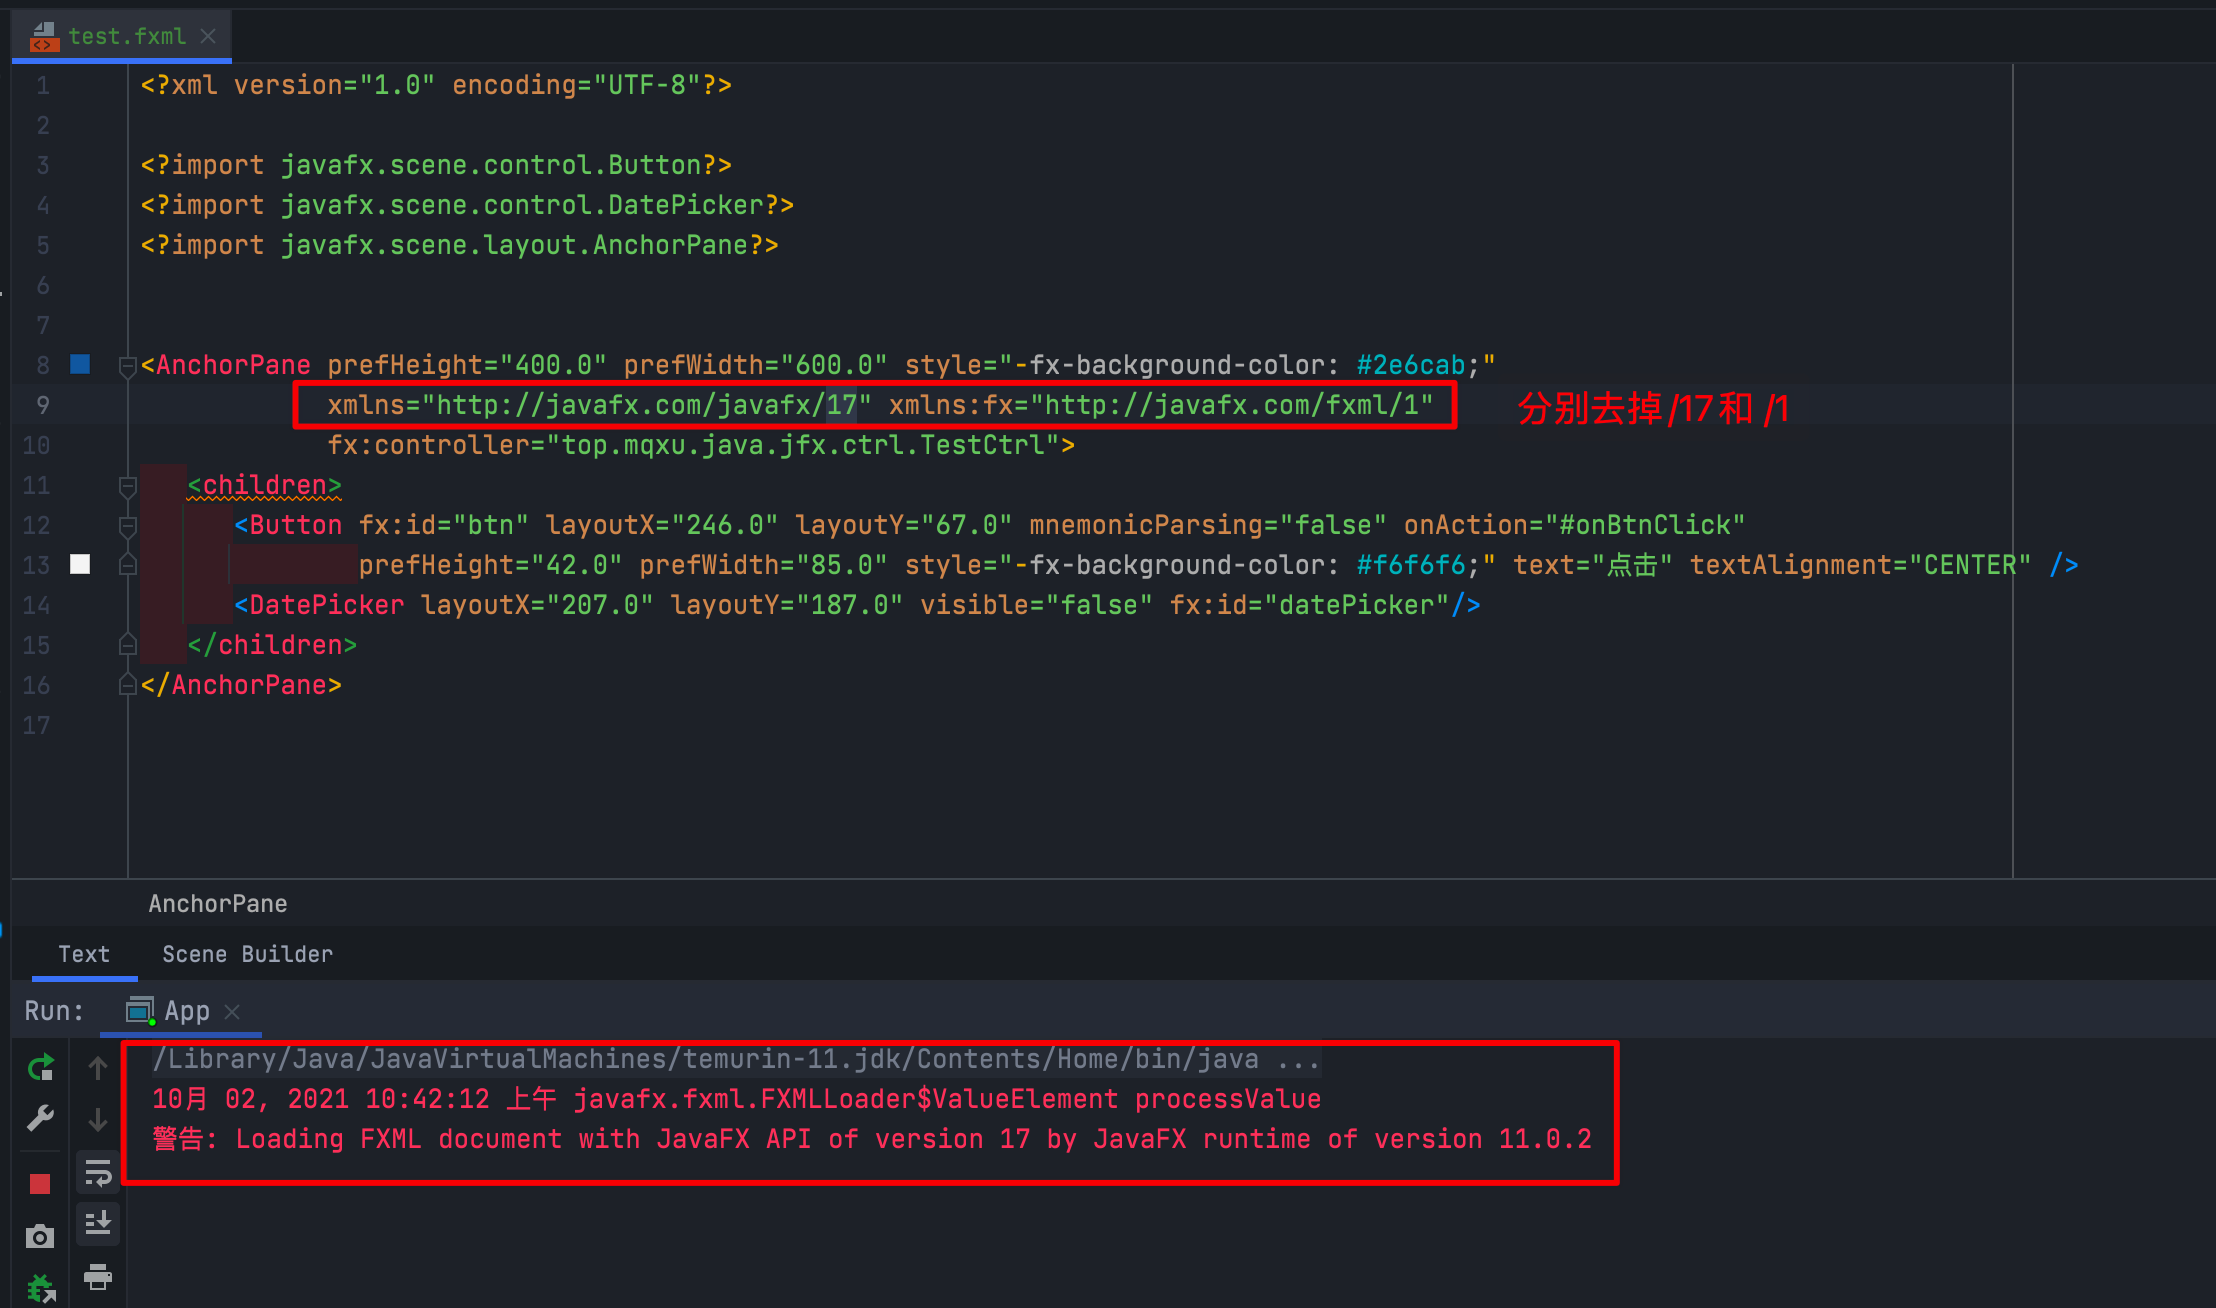 test.fxml
1 <?xml version="1.0" encoding="UTF-8"?>
2
3 <?import javafx.scene.control.Button?>
4 <?import javafx.scene.control.DatePicker?>
5 <?import javafx.scene.layout.AnchorPane?>
6
7
8 <AnchorPane prefHeight="400.0" prefWidth="600.0" style="-fx-background-color: #2e6cab;"
9 xmlns="http://javafx.com/javafx/17" xmlns:fx="http://javafx.com/fxml/1" 分别去掉 /17 和 /1
10 fx:controller="top.mqxu.java.jfx.ctrl.TestCtrl">
11 <children>
12 <Button fx:id="btn" layoutX="246.0" layoutY="67.0" mnemonicParsing="false" onAction="#onBtnClick"
13 prefHeight="42.0" prefWidth="85.0" style="-fx-background-color: #f6f6f6;" text="点击" textAlignment="CENTER" />
14 <DatePicker layoutX="207.0" layoutY="187.0" visible="false" fx:id="datePicker"/>
15 </children>
16 </AnchorPane>
17
AnchorPane
Text Scene Builder
Run: App
/Library/Java/JavaVirtualMachines/temurin-11.jdk/Contents/Home/bin/java ...
10月 02, 2021 10:42:12 上午 javafx.fxml.FXMLLoader$ValueElement processValue
警告: Loading FXML document with JavaFX API of version 17 by JavaFX runtime of version 11.0.2